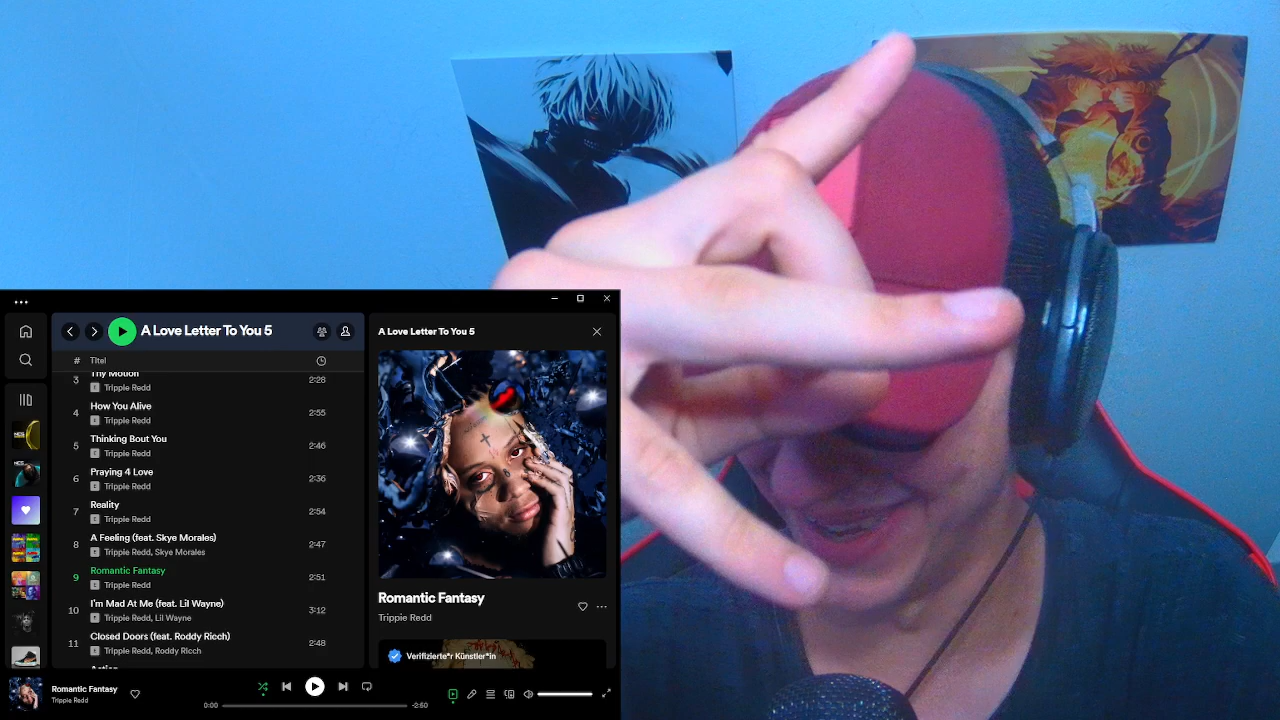 A Love Letter To You 5
# Titel
3 Thy Motion 2:28
E Trippie Redd
4 How You Alive 2:55
E Trippie Redd
5 Thinking Bout You 2:46
E Trippie Redd
6 Praying 4 Love 2:36
E Trippie Redd
7 Reality 2:54
E Trippie Redd
8 A Feeling (feat. Skye Morales) 2:47
E Trippie Redd, Skye Morales
9 Romantic Fantasy 2:51
E Trippie Redd
10 I'm Mad At Me (feat. Lil Wayne) 3:12
E Trippie Redd, Lil Wayne
11 Closed Doors (feat. Roddy Ricch) 2:48
E Trippie Redd, Roddy Ricch
A Love Letter To You 5
Romantic Fantasy
Trippie Redd
Verifizierte*r Künstler*in
Romantic Fantasy
Trippie Redd
0:00
-2:50